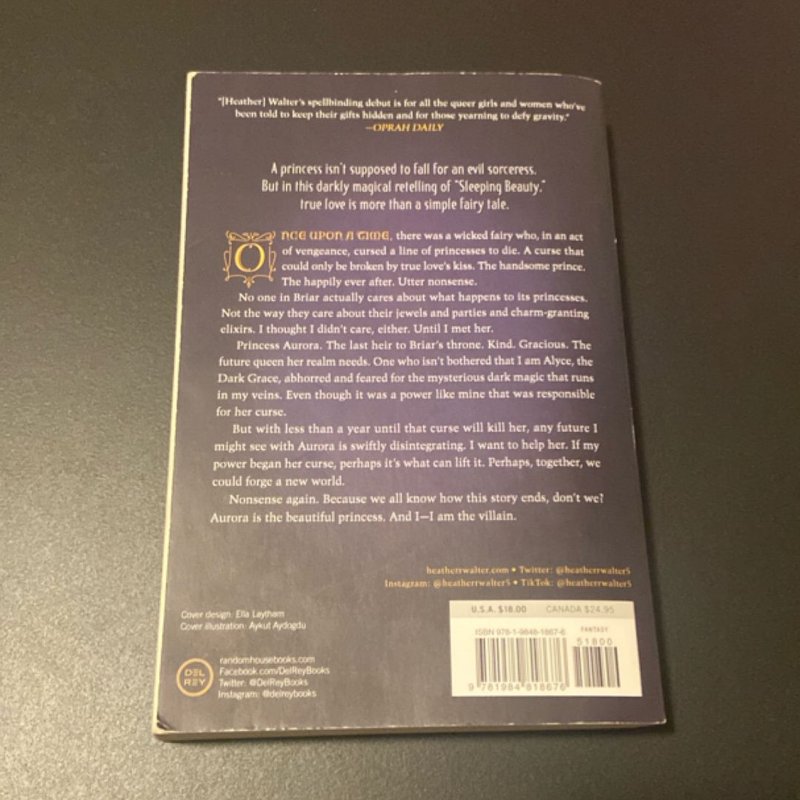 "[Heather] Walter's spellbinding debut is for all the queer girls and women who've
been told to keep their gifts hidden and for those yearning to defy gravity."
—OPRAH DAILY
A princess isn't supposed to fall for an evil sorceress.
But in this darkly magical retelling of "Sleeping Beauty,"
true love is more than a simple fairy tale.
ONCE UPON A TIME, there was a wicked fairy who, in an act
of vengeance, cursed a line of princesses to die. A curse that
could only be broken by true love's kiss. The handsome prince.
The happily ever after. Utter nonsense.
No one in Briar actually cares about what happens to its princesses.
Not the way they care about their jewels and parties and charm-granting
elixirs. I thought I didn't care, either. Until I met her.
Princess Aurora. The last heir to Briar's throne. Kind. Gracious. The
future queen her realm needs. One who isn't bothered that I am Alyce, the
Dark Grace, abhorred and feared for the mysterious dark magic that runs
in my veins. Even though it was a power like mine that was responsible
for her curse.
But with less than a year until that curse will kill her, any future I
might see with Aurora is swiftly disintegrating. I want to help her. If my
power began her curse, perhaps it's what can lift it. Perhaps, together, we
could forge a new world.
Nonsense again. Because we all know how this story ends, don't we?
Aurora is the beautiful princess. And I—I am the villain.
heatherrwalter.com • Twitter: @heatherrwalter5
Instagram: @heatherrwalter5 • TikTok: @heatherrwalter5
Cover design: Ella Laytham
Cover illustration: Aykut Aydoğdu
U.S.A. $18.00 CANADA $24.95
ISBN 978-1-9848-1867-6
FANTASY
51800
9 781984 818676
DEL
REY
randomhousebooks.com
Facebook.com/DelReyBooks
Twitter: @DelReyBooks
Instagram: @delreybooks